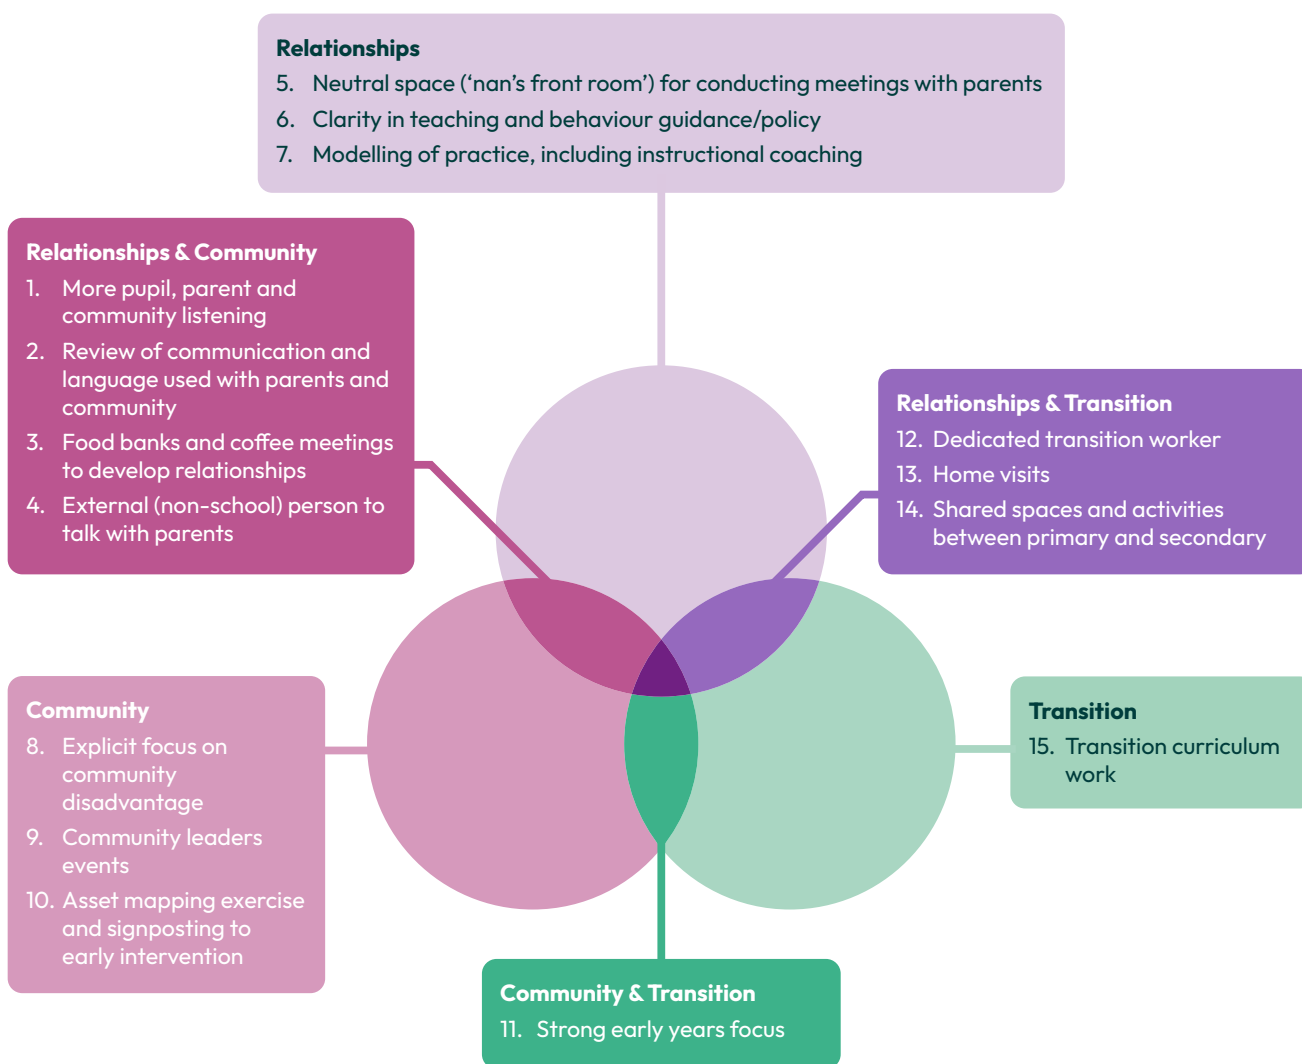 Relationships
5. Neutral space (‘nan’s front room’) for conducting meetings with parents
6. Clarity in teaching and behaviour guidance/policy
7. Modelling of practice, including instructional coaching
Relationships & Community
1. More pupil, parent and
community listening
2. Review of communication and
language used with parents and
community
3. Food banks and coffee meetings
to develop relationships
4. External (non-school) person to
talk with parents
Relationships & Transition
12. Dedicated transition worker
13. Home visits
14. Shared spaces and activities
between primary and secondary
Community
8. Explicit focus on
community
disadvantage
9. Community leaders
events
10. Asset mapping exercise
and signposting to
early intervention
Transition
15. Transition curriculum
work
Community & Transition
11. Strong early years focus